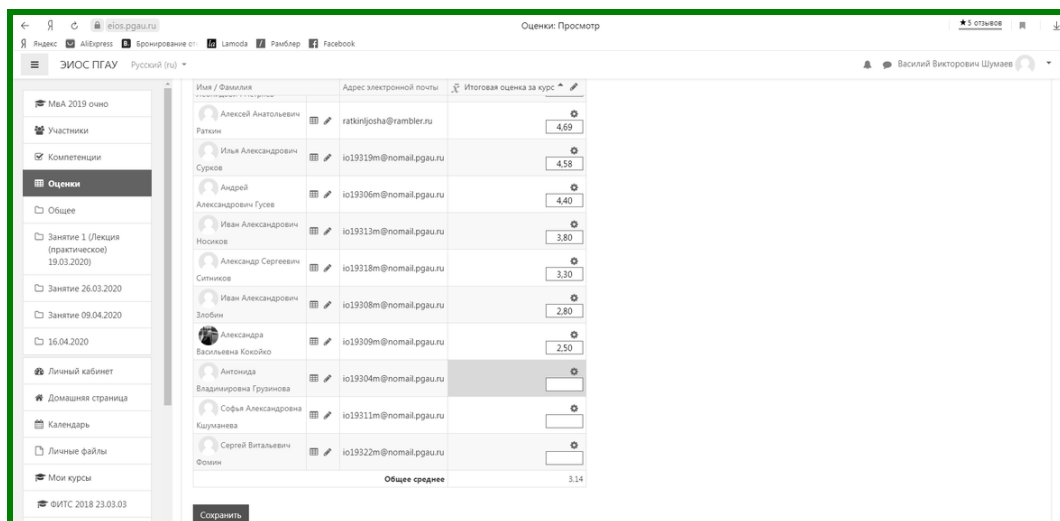 eios.pgau.ru
Оценки: Просмотр
★5 отзывов
Яндекс AliExpress Бронирование от Lamoda Рамблер Facebook
ЭИОС ПГАУ Русский (ru)
Василий Викторович Шумаев
МвА 2019 очно
Участники
Компетенции
Оценки
Общее
Занятие 1 (Лекция
(практическое)
19.03.2020)
Занятие 26.03.2020
Занятие 09.04.2020
16.04.2020
Личный кабинет
Домашняя страница
Календарь
Личные файлы
Мои курсы
ФИТС 2018 23.03.03
Имя / Фамилия Адрес электронной почты x̄ Итоговая оценка за курс
Алексей Анатольевич
Раткин
ratkinljosha@rambler.ru
4,69
Илья Александрович
Сурков
io19319m@nomail.pgau.ru
4,58
Андрей
Александрович Гусев
io19306m@nomail.pgau.ru
4,40
Иван Александрович
Носиков
io19313m@nomail.pgau.ru
3,80
Александр Сергеевич
Ситников
io19318m@nomail.pgau.ru
3,30
Иван Александрович
Злобин
io19308m@nomail.pgau.ru
2,80
Александра
Васильевна Кокойко
io19309m@nomail.pgau.ru
2,50
Антонида
Владимировна Грузинова
io19304m@nomail.pgau.ru
Софья Александровна
Кшуманева
io19311m@nomail.pgau.ru
Сергей Витальевич
Фомин
io19322m@nomail.pgau.ru
Общее среднее 3,14
Сохранить